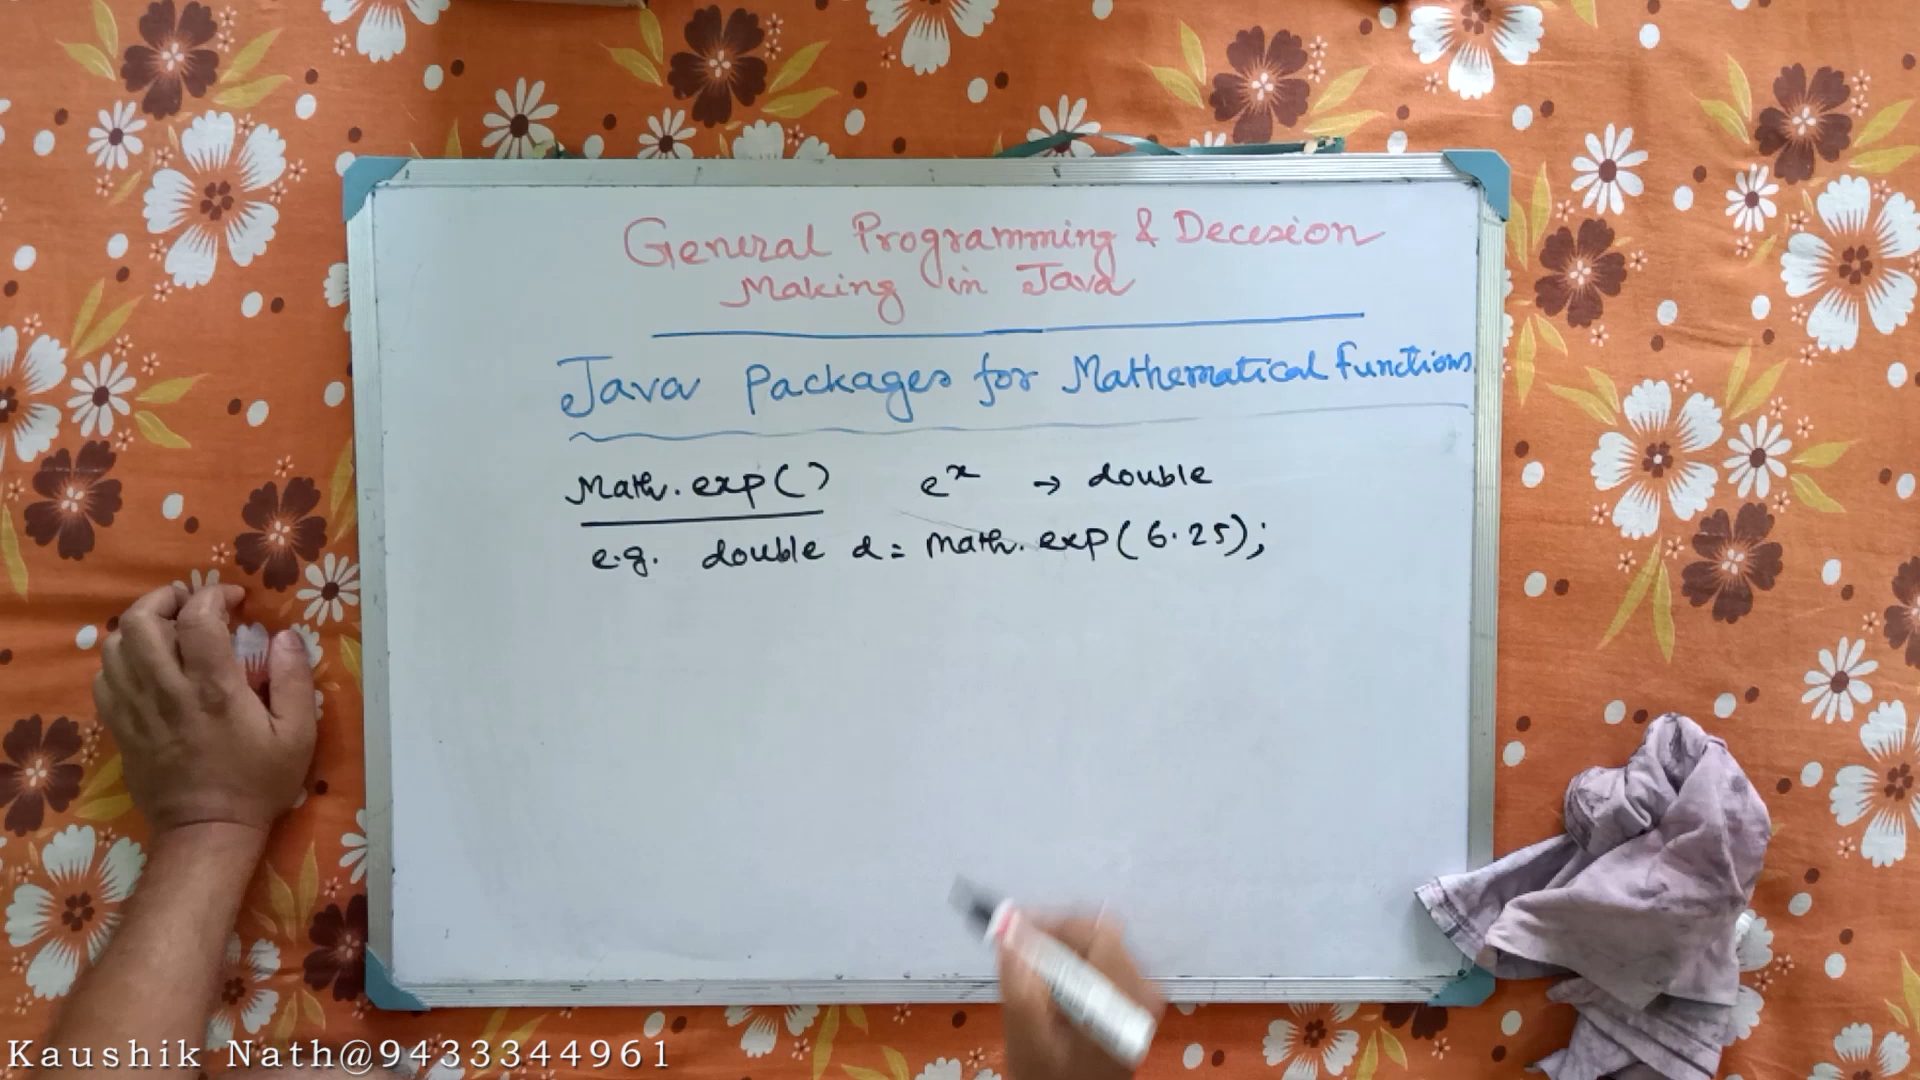 General Programming & Decesion
Making in Java
Java Packages for Mathematical Functions.
Math.exp() e^x → double
e.g. double d = Math.exp(6.25);
Kaushik Nath@9433344961